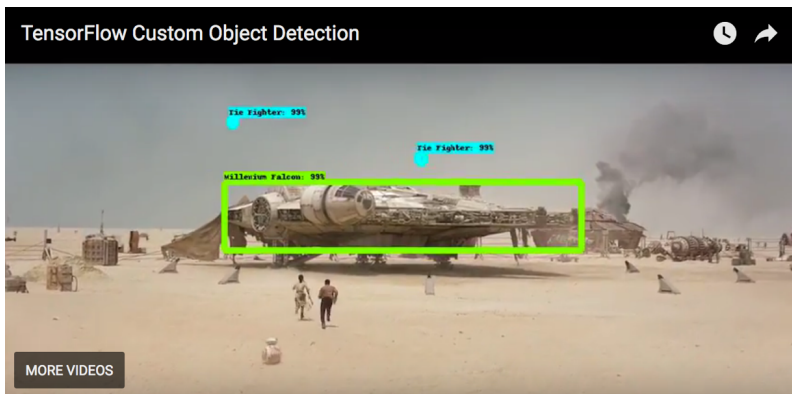 TensorFlow Custom Object Detection
Tie Fighter: 99%
Tie Fighter: 99%
Millenium Falcon: 99%
MORE VIDEOS